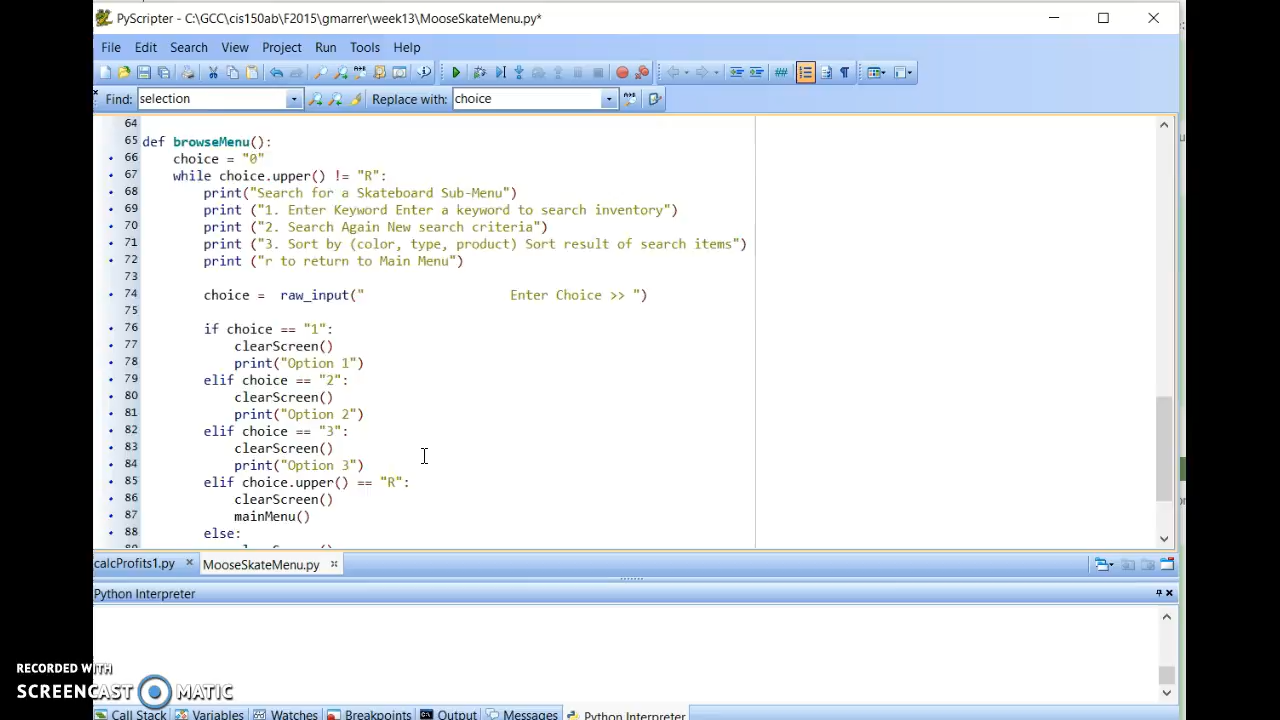 PyScripter - C:\GCC\cis150ab\F2015\gmarrer\week13\MooseSkateMenu.py*
File Edit Search View Project Run Tools Help
Find: selection Replace with: choice
64
65 def browseMenu():
66 choice = "0"
67 while choice.upper() != "R":
68 print("Search for a Skateboard Sub-Menu")
69 print ("1. Enter Keyword Enter a keyword to search inventory")
70 print ("2. Search Again New search criteria")
71 print ("3. Sort by (color, type, product) Sort result of search items")
72 print ("r to return to Main Menu")
73
74 choice = raw_input(" Enter Choice >> ")
75
76 if choice == "1":
77 clearScreen()
78 print("Option 1")
79 elif choice == "2":
80 clearScreen()
81 print("Option 2")
82 elif choice == "3":
83 clearScreen()
84 print("Option 3")
85 elif choice.upper() == "R":
86 clearScreen()
87 mainMenu()
88 else:
calcProfits1.py MooseSkateMenu.py
Python Interpreter
RECORDED WITH
SCREENCAST MATIC
Call Stack Variables Watches Breakpoints Output Messages Python Interpreter